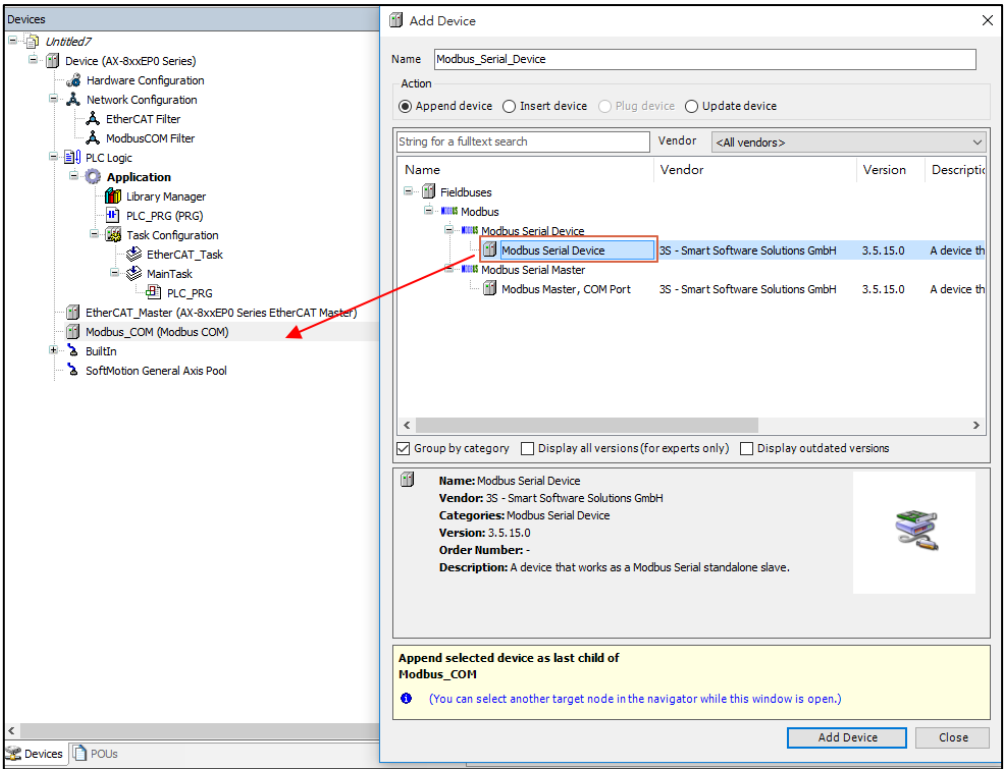 Devices
Untitled7
Device (AX-8xxEP0 Series)
Hardware Configuration
Network Configuration
EtherCAT Filter
ModbusCOM Filter
PLC Logic
Application
Library Manager
PLC_PRG (PRG)
Task Configuration
EtherCAT_Task
MainTask
PLC_PRG
EtherCAT_Master (AX-8xxEP0 Series EtherCAT Master)
Modbus_COM (Modbus COM)
BuiltIn
SoftMotion General Axis Pool
Devices POUs
Add Device
Name Modbus_Serial_Device
Action
Append device Insert device Plug device Update device
String for a fulltext search Vendor <All vendors>
Name Vendor Version Descriptic
Fieldbuses
Modbus
Modbus Serial Device
Modbus Serial Device 3S - Smart Software Solutions GmbH 3.5.15.0 A device th
Modbus Serial Master
Modbus Master, COM Port 3S - Smart Software Solutions GmbH 3.5.15.0 A device th
Group by category Display all versions(for experts only) Display outdated versions
Name: Modbus Serial Device
Vendor: 3S - Smart Software Solutions GmbH
Categories: Modbus Serial Device
Version: 3.5.15.0
Order Number: -
Description: A device that works as a Modbus Serial standalone slave.
Append selected device as last child of
Modbus_COM
(You can select another target node in the navigator while this window is open.)
Add Device Close